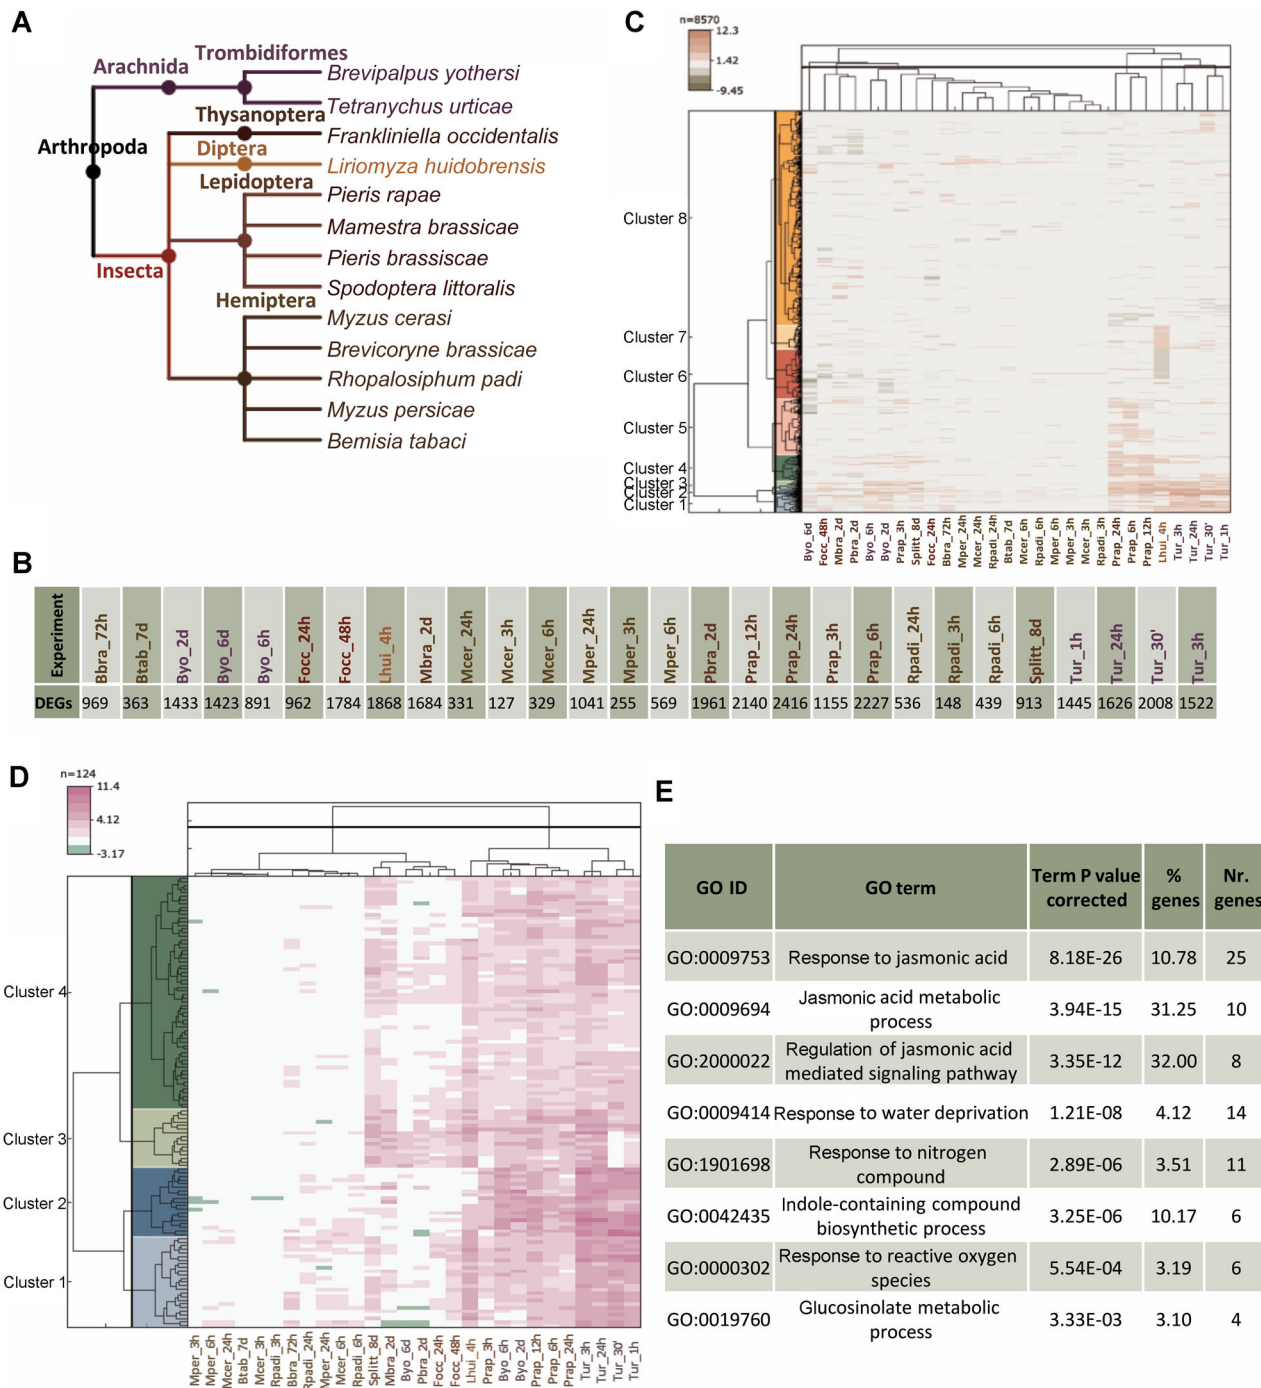 A
Trombidiformes
Arachnida
Brevipalpus yothersi
Tetranychus urticae
Thysanoptera
Frankliniella occidentalis
Arthropoda
Diptera
Liriomyza huidobrensis
Lepidoptera
Pieris rapae
Mamestra brassicae
Pieris brassiscae
Insecta
Spodoptera littoralis
Hemiptera
Myzus cerasi
Brevicoryne brassicae
Rhopalosiphum padi
Myzus persicae
Bemisia tabaci
C
n=8570
12.3
1.42
-9.45
Cluster 8
Cluster 7
Cluster 6
Cluster 5
Cluster 4
Cluster 3
Cluster 2
Cluster 1
Byo_6d
Focc_48h
Mbra_2d
Pbra_2d
Byo_6h
Byo_2d
Prap_3h
Splitt_8d
Focc_24h
Bbra_72h
Mper_24h
Mcer_24h
Rpadi_24h
Btab_7d
Mcer_6h
Rpadi_6h
Mper_6h
Mper_3h
Mcer_3h
Rpadi_3h
Prap_24h
Prap_6h
Prap_12h
Lhui_4h
Tur_3h
Tur_24h
Tur_30'
Tur_1h
B
Experiment
Bbra_72h
Btab_7d
Byo_2d
Byo_6d
Byo_6h
Focc_24h
Focc_48h
Lhui_4h
Mbra_2d
Mcer_24h
Mcer_3h
Mcer_6h
Mper_24h
Mper_3h
Mper_6h
Pbra_2d
Prap_12h
Prap_24h
Prap_3h
Prap_6h
Rpadi_24h
Rpadi_3h
Rpadi_6h
Splitt_8d
Tur_1h
Tur_24h
Tur_30'
Tur_3h
DEGs 969 363 1433 1423 891 962 1784 1868 1684 331 127 329 1041 255 569 1961 2140 2416 1155 2227 536 148 439 913 1445 1626 2008 1522
D
n=124
11.4
4.12
-3.17
Cluster 4
Cluster 3
Cluster 2
Cluster 1
Mper_3h
Mper_6h
Mcer_24h
Btab_7d
Mcer_3h
Rpadi_3h
Bbra_72h
Rpadi_24h
Mper_24h
Mcer_6h
Rpadi_6h
Splitt_8d
Mbra_2d
Byo_6d
Pbra_2d
Focc_24h
Focc_48h
Lhui_4h
Prap_3h
Byo_6h
Byo_2d
Prap_12h
Prap_6h
Prap_24h
Tur_3h
Tur_24h
Tur_30'
Tur_1h
E
GO ID
GO term
Term P value
corrected
%
genes
Nr.
genes
GO:0009753 Response to jasmonic acid 8.18E-26 10.78 25
GO:0009694 Jasmonic acid metabolic
process 3.94E-15 31.25 10
GO:2000022 Regulation of jasmonic acid
mediated signaling pathway 3.35E-12 32.00 8
GO:0009414 Response to water deprivation 1.21E-08 4.12 14
GO:1901698 Response to nitrogen
compound 2.89E-06 3.51 11
GO:0042435 Indole-containing compound
biosynthetic process 3.25E-06 10.17 6
GO:0000302 Response to reactive oxygen
species 5.54E-04 3.19 6
GO:0019760 Glucosinolate metabolic
process 3.33E-03 3.10 4